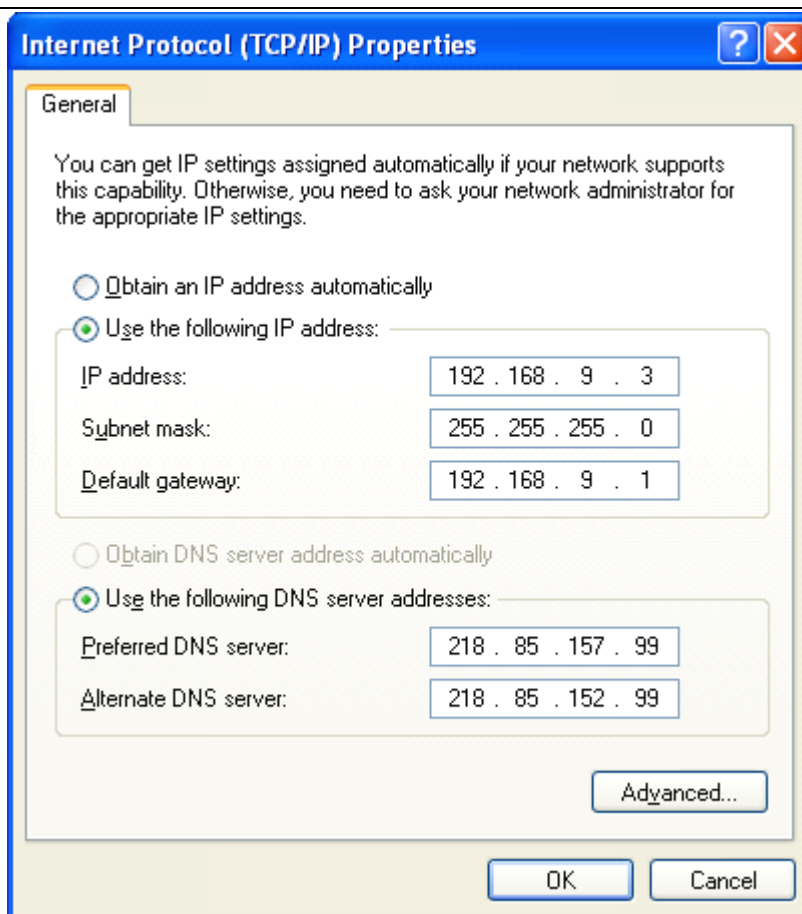 Internet Protocol (TCP/IP) Properties
General
You can get IP settings assigned automatically if your network supports
this capability. Otherwise, you need to ask your network administrator for
the appropriate IP settings.
Obtain an IP address automatically
Use the following IP address:
IP address: 192 . 168 . 9 . 3
Subnet mask: 255 . 255 . 255 . 0
Default gateway: 192 . 168 . 9 . 1
Obtain DNS server address automatically
Use the following DNS server addresses:
Preferred DNS server: 218 . 85 . 157 . 99
Alternate DNS server: 218 . 85 . 152 . 99
Advanced...
OK Cancel